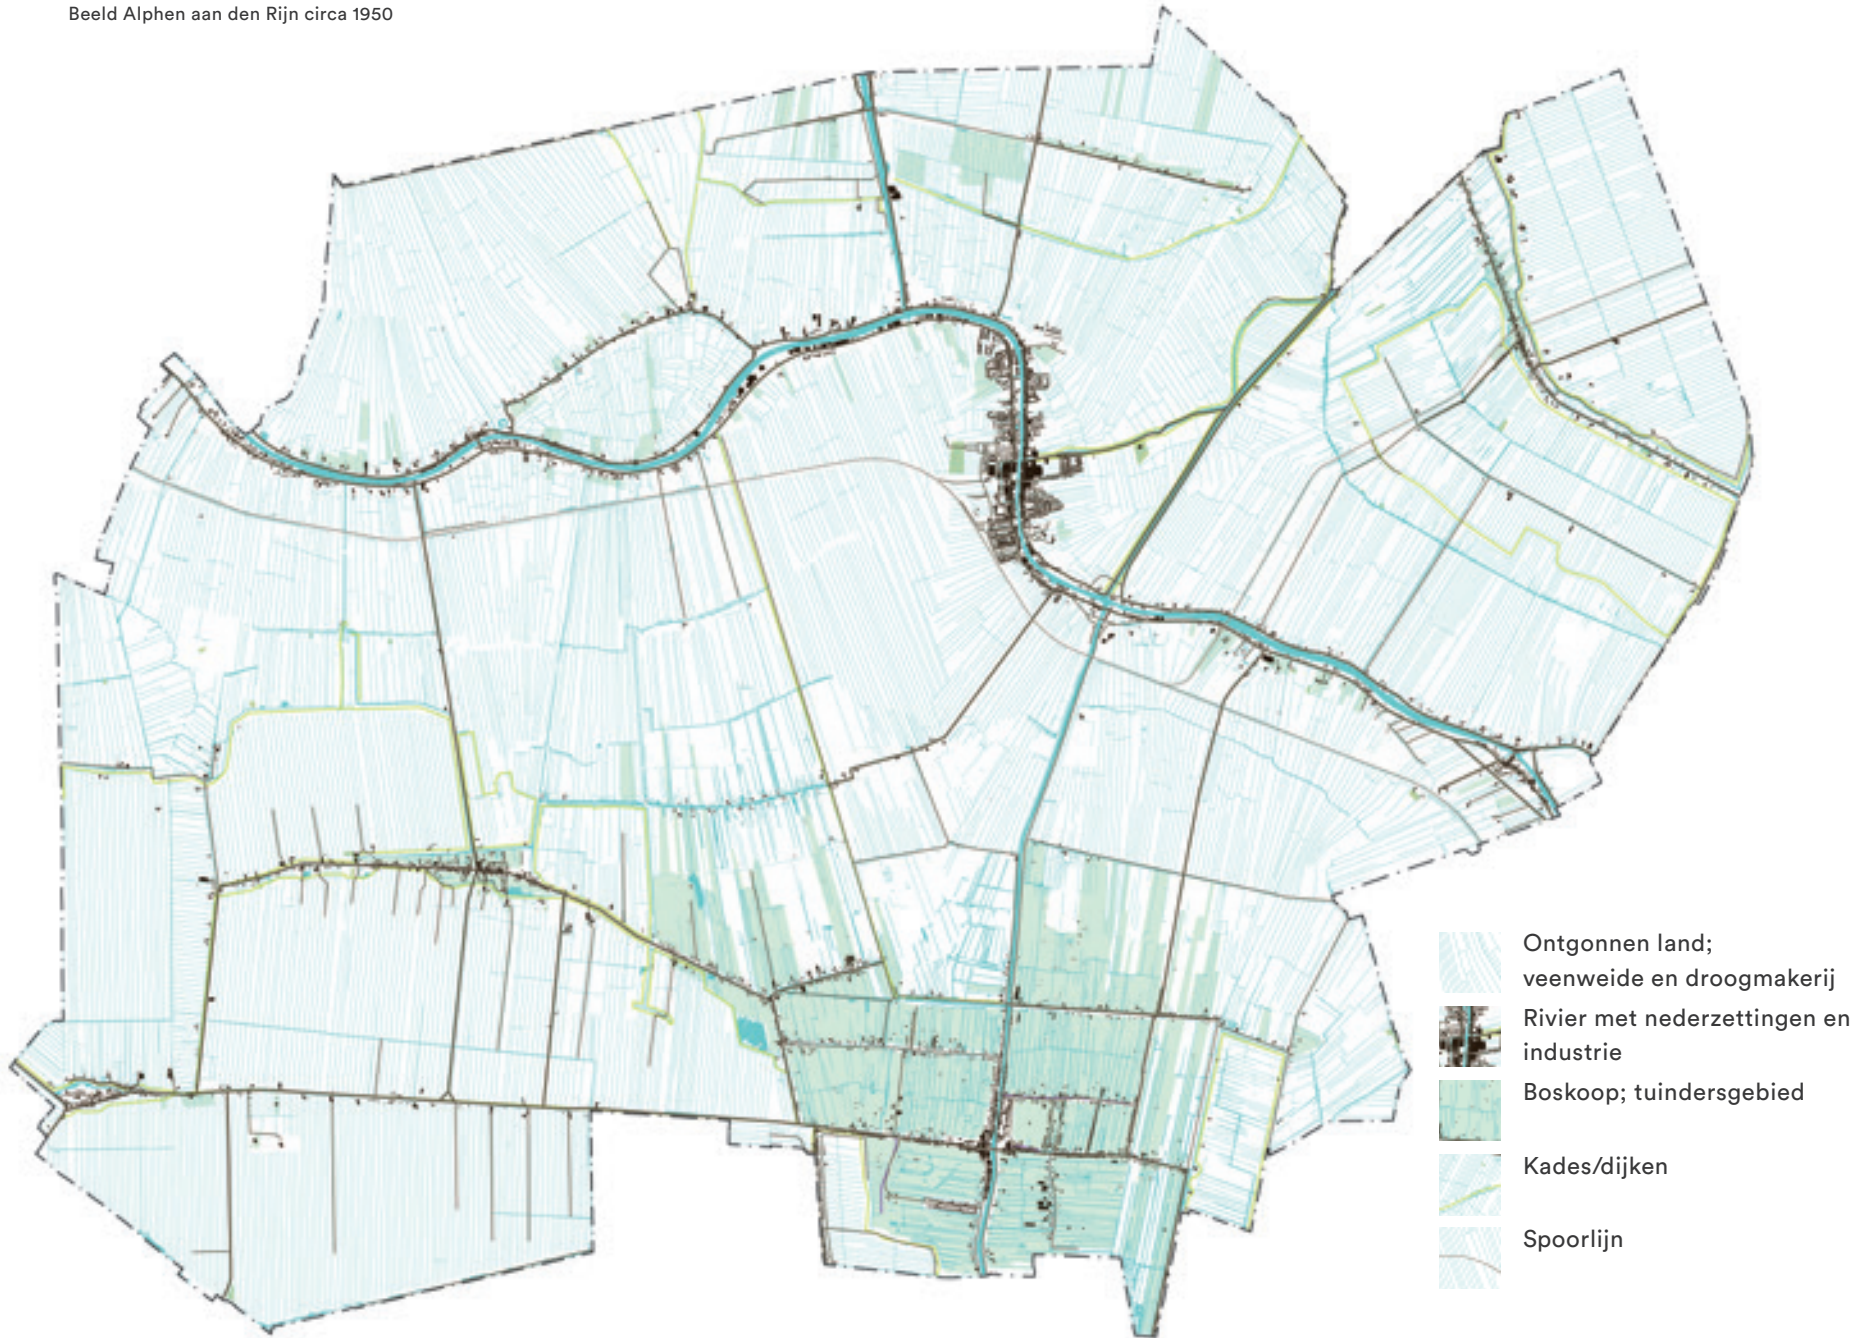 Beeld Alphen aan den Rijn circa 1950
Ontgonnen land;
veenweide en droogmakerij
Rivier met nederzettingen en
industrie
Boskoop; tuindersgebied
Kades/dijken
Spoorlijn